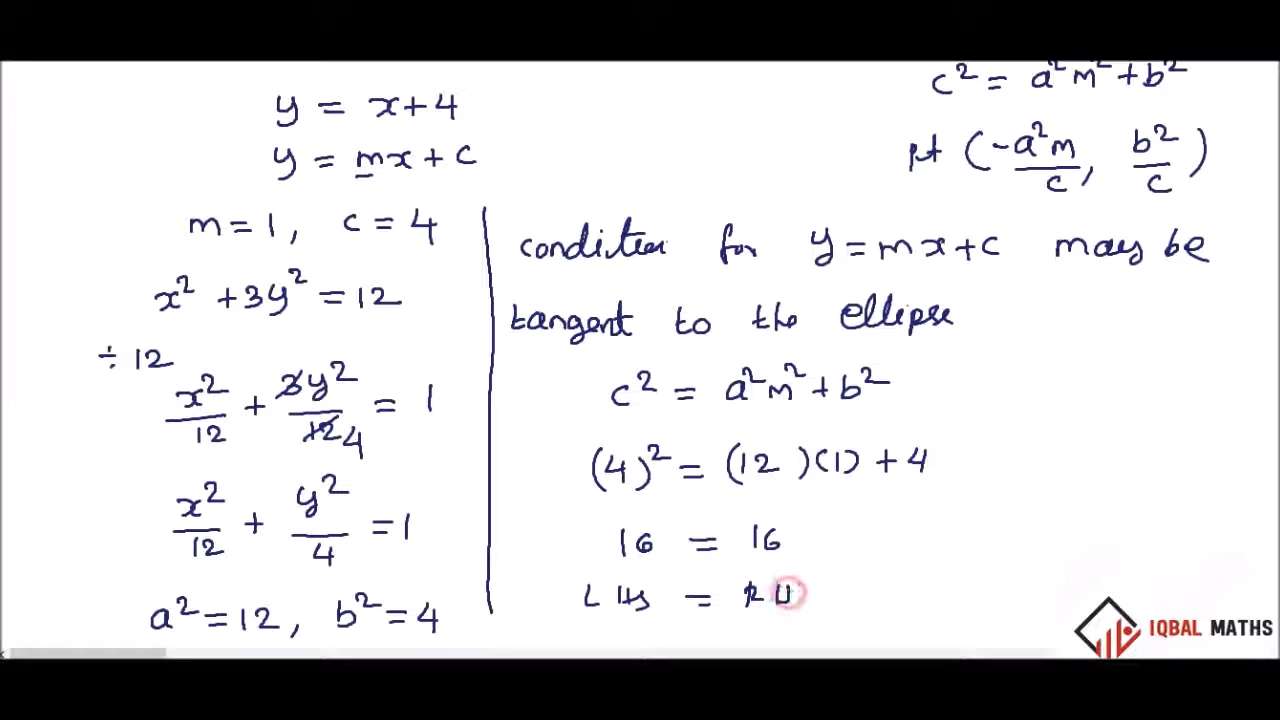 y = x+4
y = mx + c
m = 1, c = 4
x² + 3y² = 12
÷ 12
x²/12 + 3y²/12 4 = 1
x²/12 + y²/4 = 1
a² = 12, b² = 4
c² = a²m² + b²
pt (-a²m/c, b²/c)
condition for y = mx + c may be
tangent to the ellipse
c² = a²m² + b²
(4)² = (12)(1) + 4
16 = 16
LHS =
IQBAL MATHS